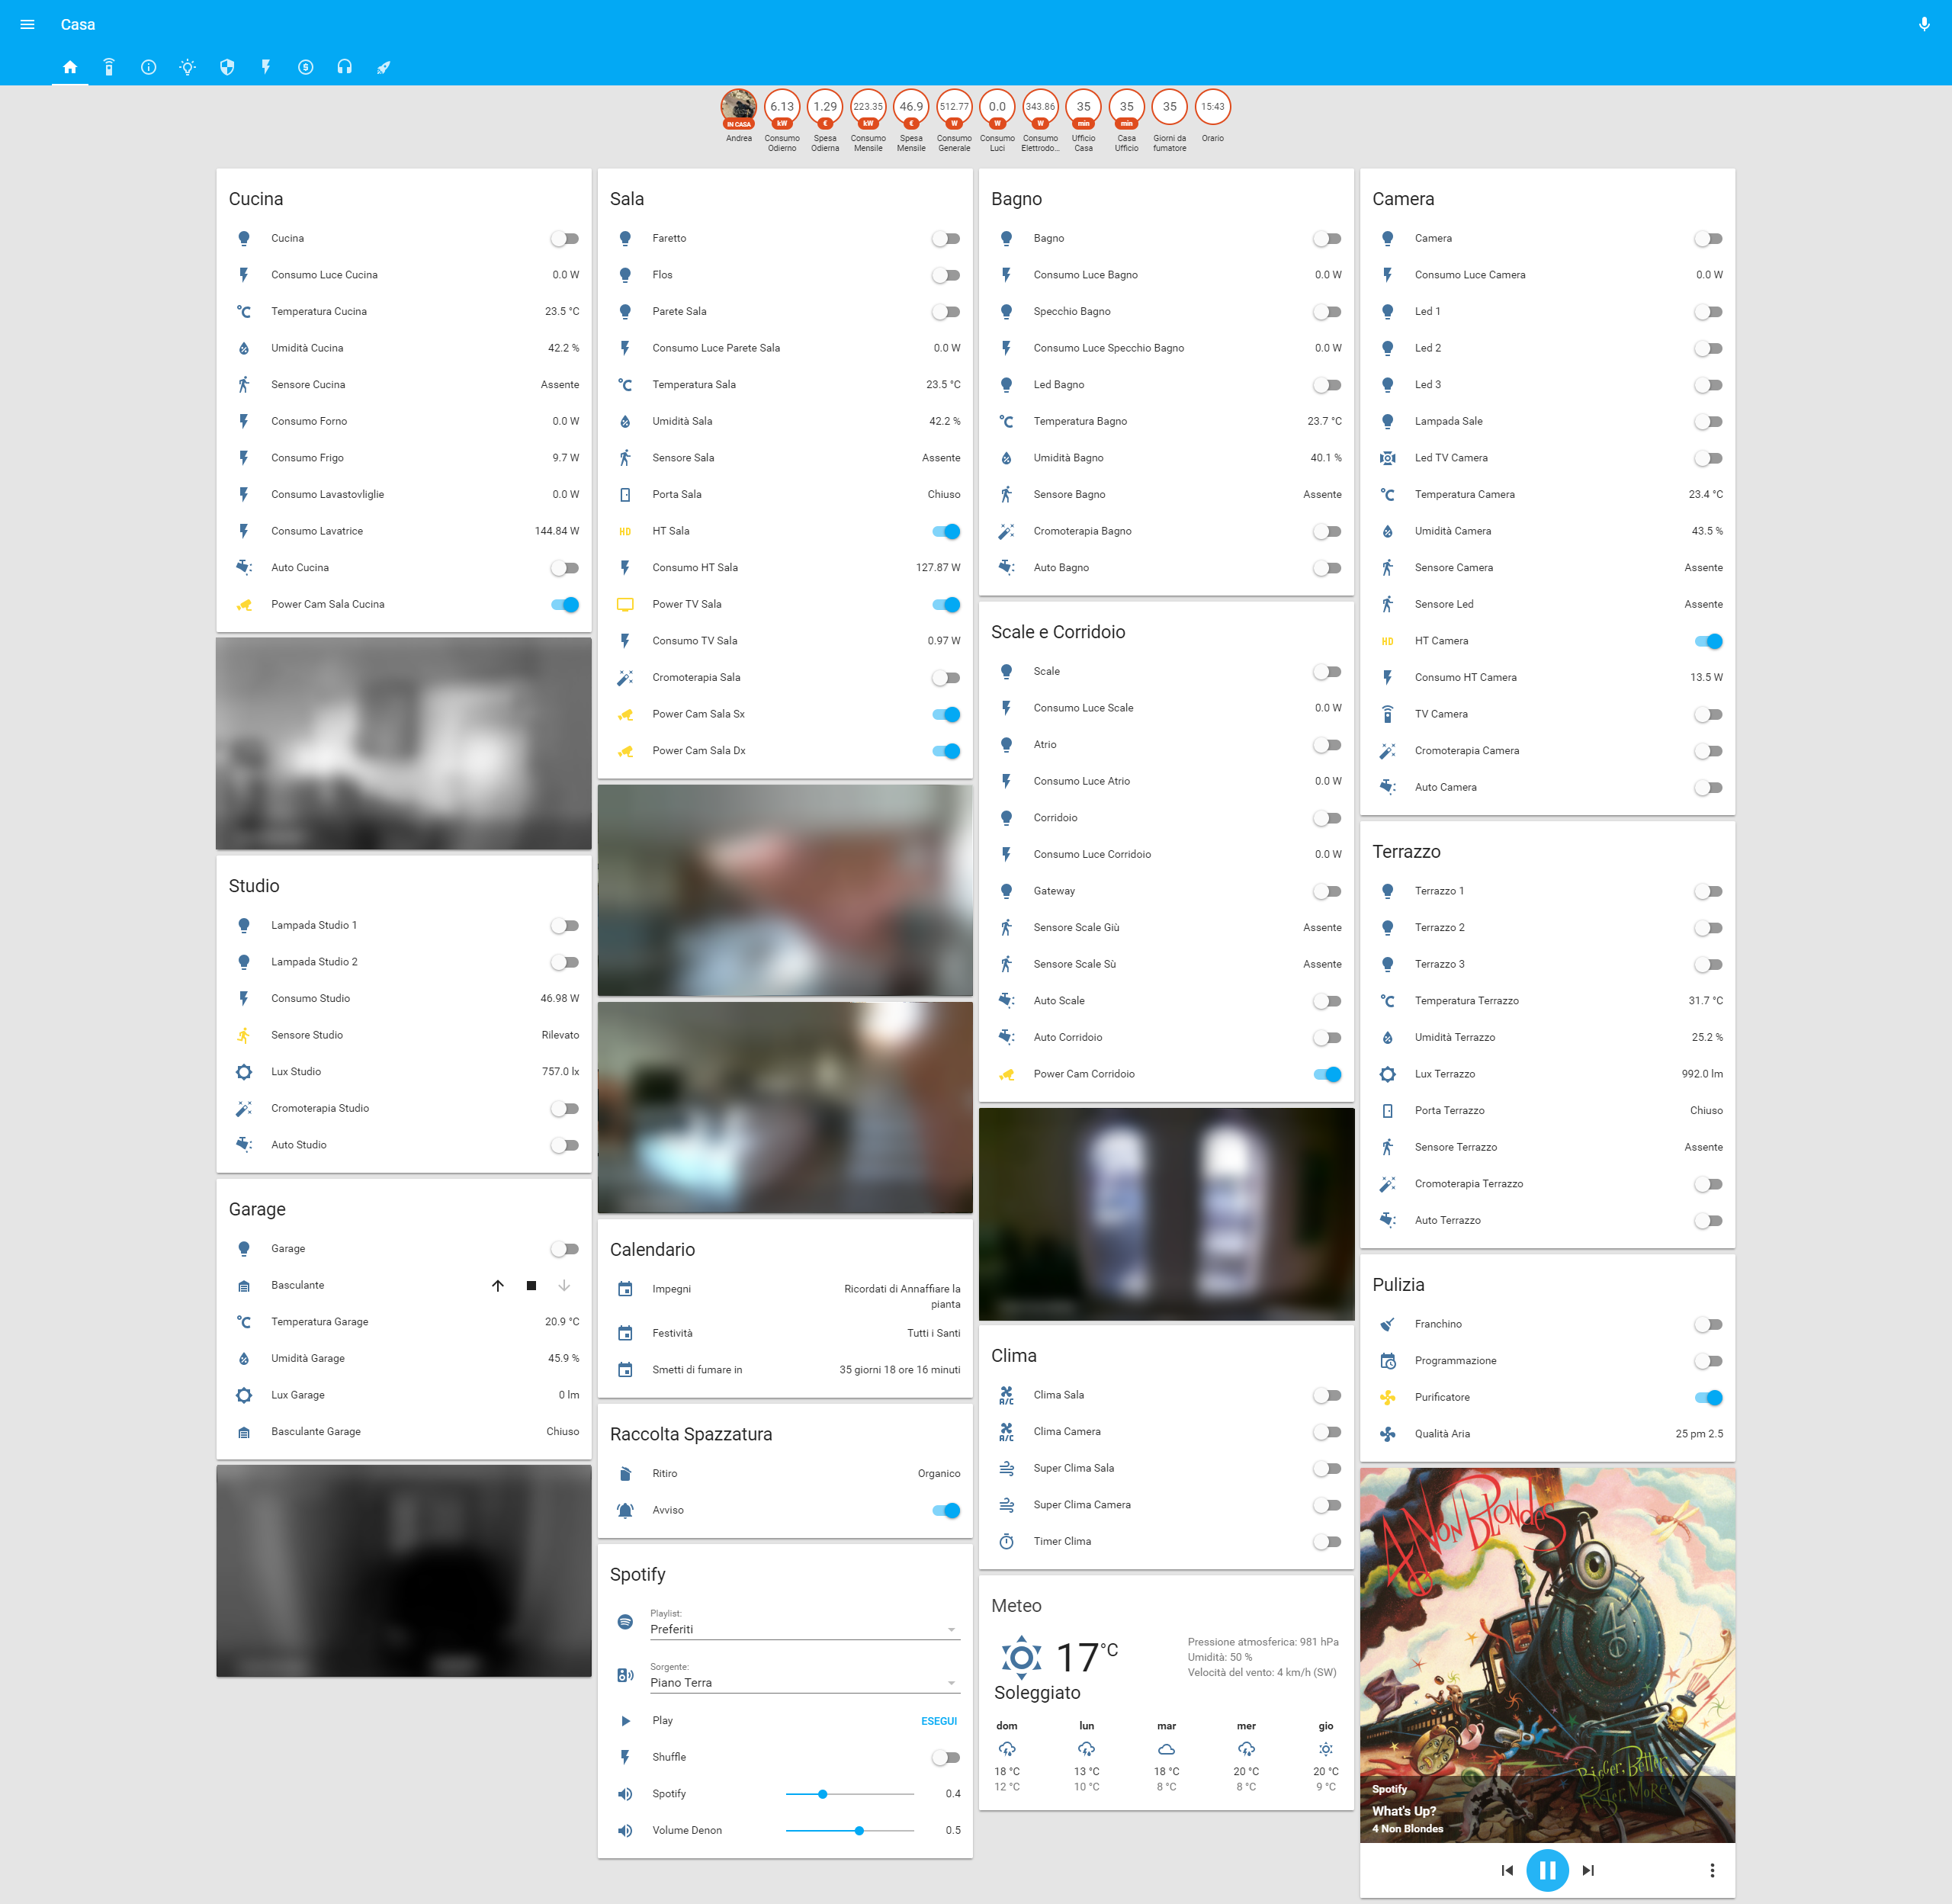 Casa
IN CASA
Andrea
6.13
kW
Consumo
Odierno
1.29
€
Spesa
Odierna
223.35
kW
Consumo
Mensile
46.9
€
Spesa
Mensile
512.77
W
Consumo
Generale
0.0
W
Consumo
Luci
343.86
W
Consumo
Elettrodo...
35
min
Ufficio
Casa
35
min
Casa
Ufficio
35
Giorni da
fumatore
15:43
Orario
Cucina
Cucina
Consumo Luce Cucina 0.0 W
Temperatura Cucina 23.5 °C
Umidità Cucina 42.2 %
Sensore Cucina Assente
Consumo Forno 0.0 W
Consumo Frigo 9.7 W
Consumo Lavastovliglie 0.0 W
Consumo Lavatrice 144.84 W
Auto Cucina
Power Cam Sala Cucina
Studio
Lampada Studio 1
Lampada Studio 2
Consumo Studio 46.98 W
Sensore Studio Rilevato
Lux Studio 757.0 lx
Cromoterapia Studio
Auto Studio
Garage
Garage
Basculante
Temperatura Garage 20.9 °C
Umidità Garage 45.9 %
Lux Garage 0 lm
Basculante Garage Chiuso
Sala
Faretto
Flos
Parete Sala
Consumo Luce Parete Sala 0.0 W
°C Temperatura Sala 23.5 °C
Umidità Sala 42.2 %
Sensore Sala Assente
Porta Sala Chiuso
HD HT Sala
Consumo HT Sala 127.87 W
Power TV Sala
Consumo TV Sala 0.97 W
Cromoterapia Sala
Power Cam Sala Sx
Power Cam Sala Dx
Calendario
Impegni Ricordati di Annaffiare la
pianta
Festività Tutti i Santi
Smetti di fumare in 35 giorni 18 ore 16 minuti
Raccolta Spazzatura
Ritiro Organico
Avviso
Spotify
Playlist:
Preferiti
Sorgente:
Piano Terra
Play ESEGUI
Shuffle
Spotify 0.4
Volume Denon 0.5
Bagno
Bagno
Consumo Luce Bagno 0.0 W
Specchio Bagno
Consumo Luce Specchio Bagno 0.0 W
Led Bagno
Temperatura Bagno 23.7 °C
Umidità Bagno 40.1 %
Sensore Bagno Assente
Cromoterapia Bagno
Auto Bagno
Scale e Corridoio
Scale
Consumo Luce Scale 0.0 W
Atrio
Consumo Luce Atrio 0.0 W
Corridoio
Consumo Luce Corridoio 0.0 W
Gateway
Sensore Scale Giù Assente
Sensore Scale Sù Assente
Auto Scale
Auto Corridoio
Power Cam Corridoio
Clima
A/C Clima Sala
A/C Clima Camera
Super Clima Sala
Super Clima Camera
Timer Clima
Meteo
17 °C
Soleggiato
Pressione atmosferica: 981 hPa
Umidità: 50 %
Velocità del vento: 4 km/h (SW)
dom lun mar mer gio
18 °C 13 °C 18 °C 20 °C 20 °C
12 °C 10 °C 8 °C 8 °C 9 °C
Camera
Camera
Consumo Luce Camera 0.0 W
Led 1
Led 2
Led 3
Lampada Sale
Led TV Camera
Temperatura Camera 23.4 °C
Umidità Camera 43.5 %
Sensore Camera Assente
Sensore Led Assente
HD HT Camera
Consumo HT Camera 13.5 W
TV Camera
Cromoterapia Camera
Auto Camera
Terrazzo
Terrazzo 1
Terrazzo 2
Terrazzo 3
Temperatura Terrazzo 31.7 °C
Umidità Terrazzo 25.2 %
Lux Terrazzo 992.0 lm
Porta Terrazzo Chiuso
Sensore Terrazzo Assente
Cromoterapia Terrazzo
Auto Terrazzo
Pulizia
Franchino
Programmazione
Purificatore
Qualità Aria 25 pm 2.5
4 Non Blondes
Bigger, Better,
Faster, More!
Spotify
What's Up?
4 Non Blondes